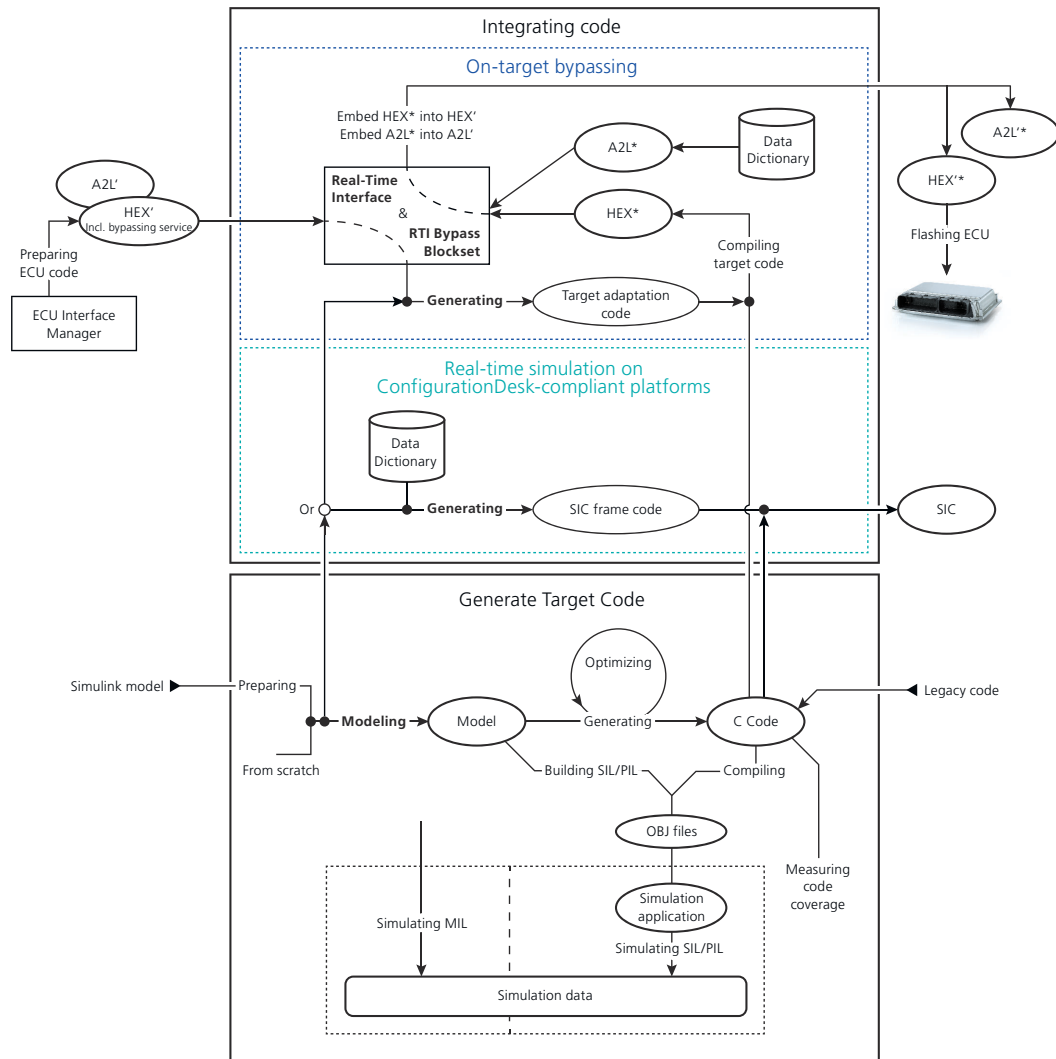 Integrating code
On-target bypassing
Embed HEX* into HEX'
Embed A2L* into A2L'
A2L*
Data
Dictionary
A2L'*
HEX'*
A2L'
HEX'
Incl. bypassing service
Real-Time
Interface
&
RTI Bypass
Blockset
HEX*
Flashing ECU
Preparing
ECU code
Compiling
target code
ECU Interface
Manager
Generating
Target adaptation
code
Real-time simulation on
ConfigurationDesk-compliant platforms
Data
Dictionary
Or
Generating
SIC frame code
SIC
Generate Target Code
Optimizing
Simulink model
Preparing
Legacy code
Modeling
Model
Generating
C Code
From scratch
Building SIL/PIL
Compiling
OBJ files
Measuring
code
coverage
Simulation
application
Simulating MIL
Simulating SIL/PIL
Simulation data